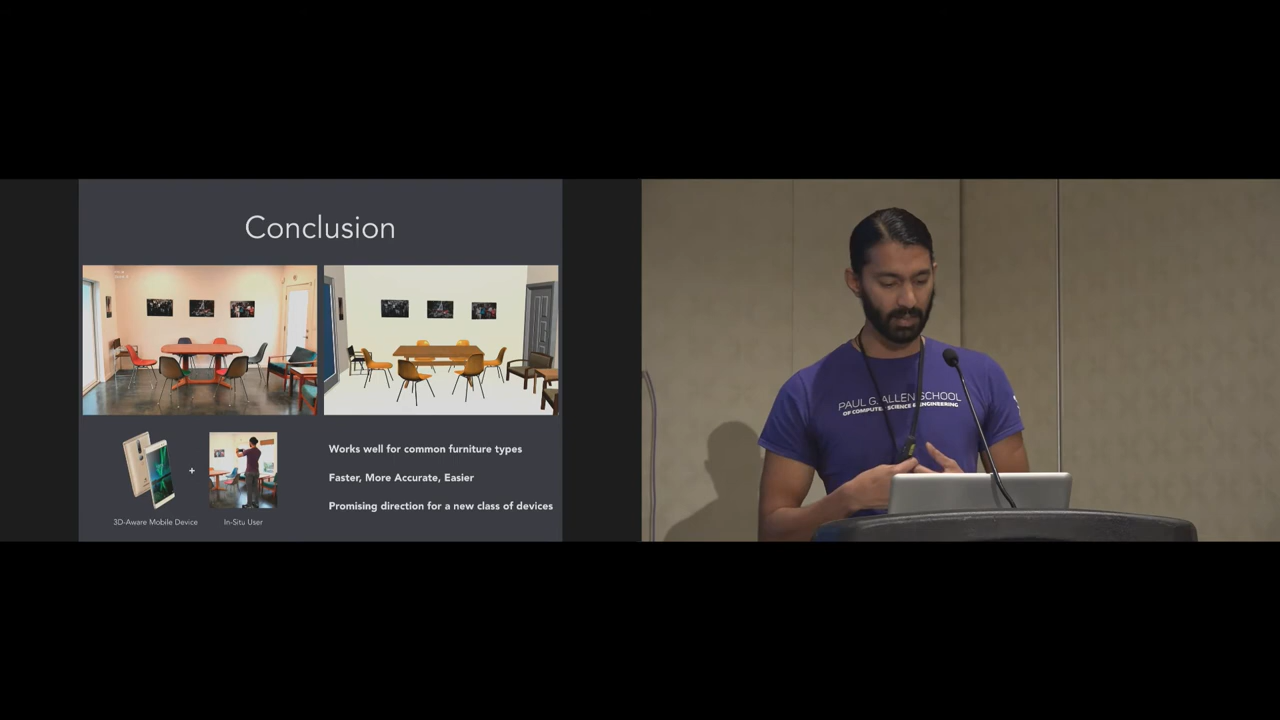 Conclusion
Works well for common furniture types
Faster, More Accurate, Easier
Promising direction for a new class of devices
+
3D-Aware Mobile Device
In-Situ User
PAUL G. ALLEN SCHOOL
OF COMPUTER SCIENCE & ENGINEERING